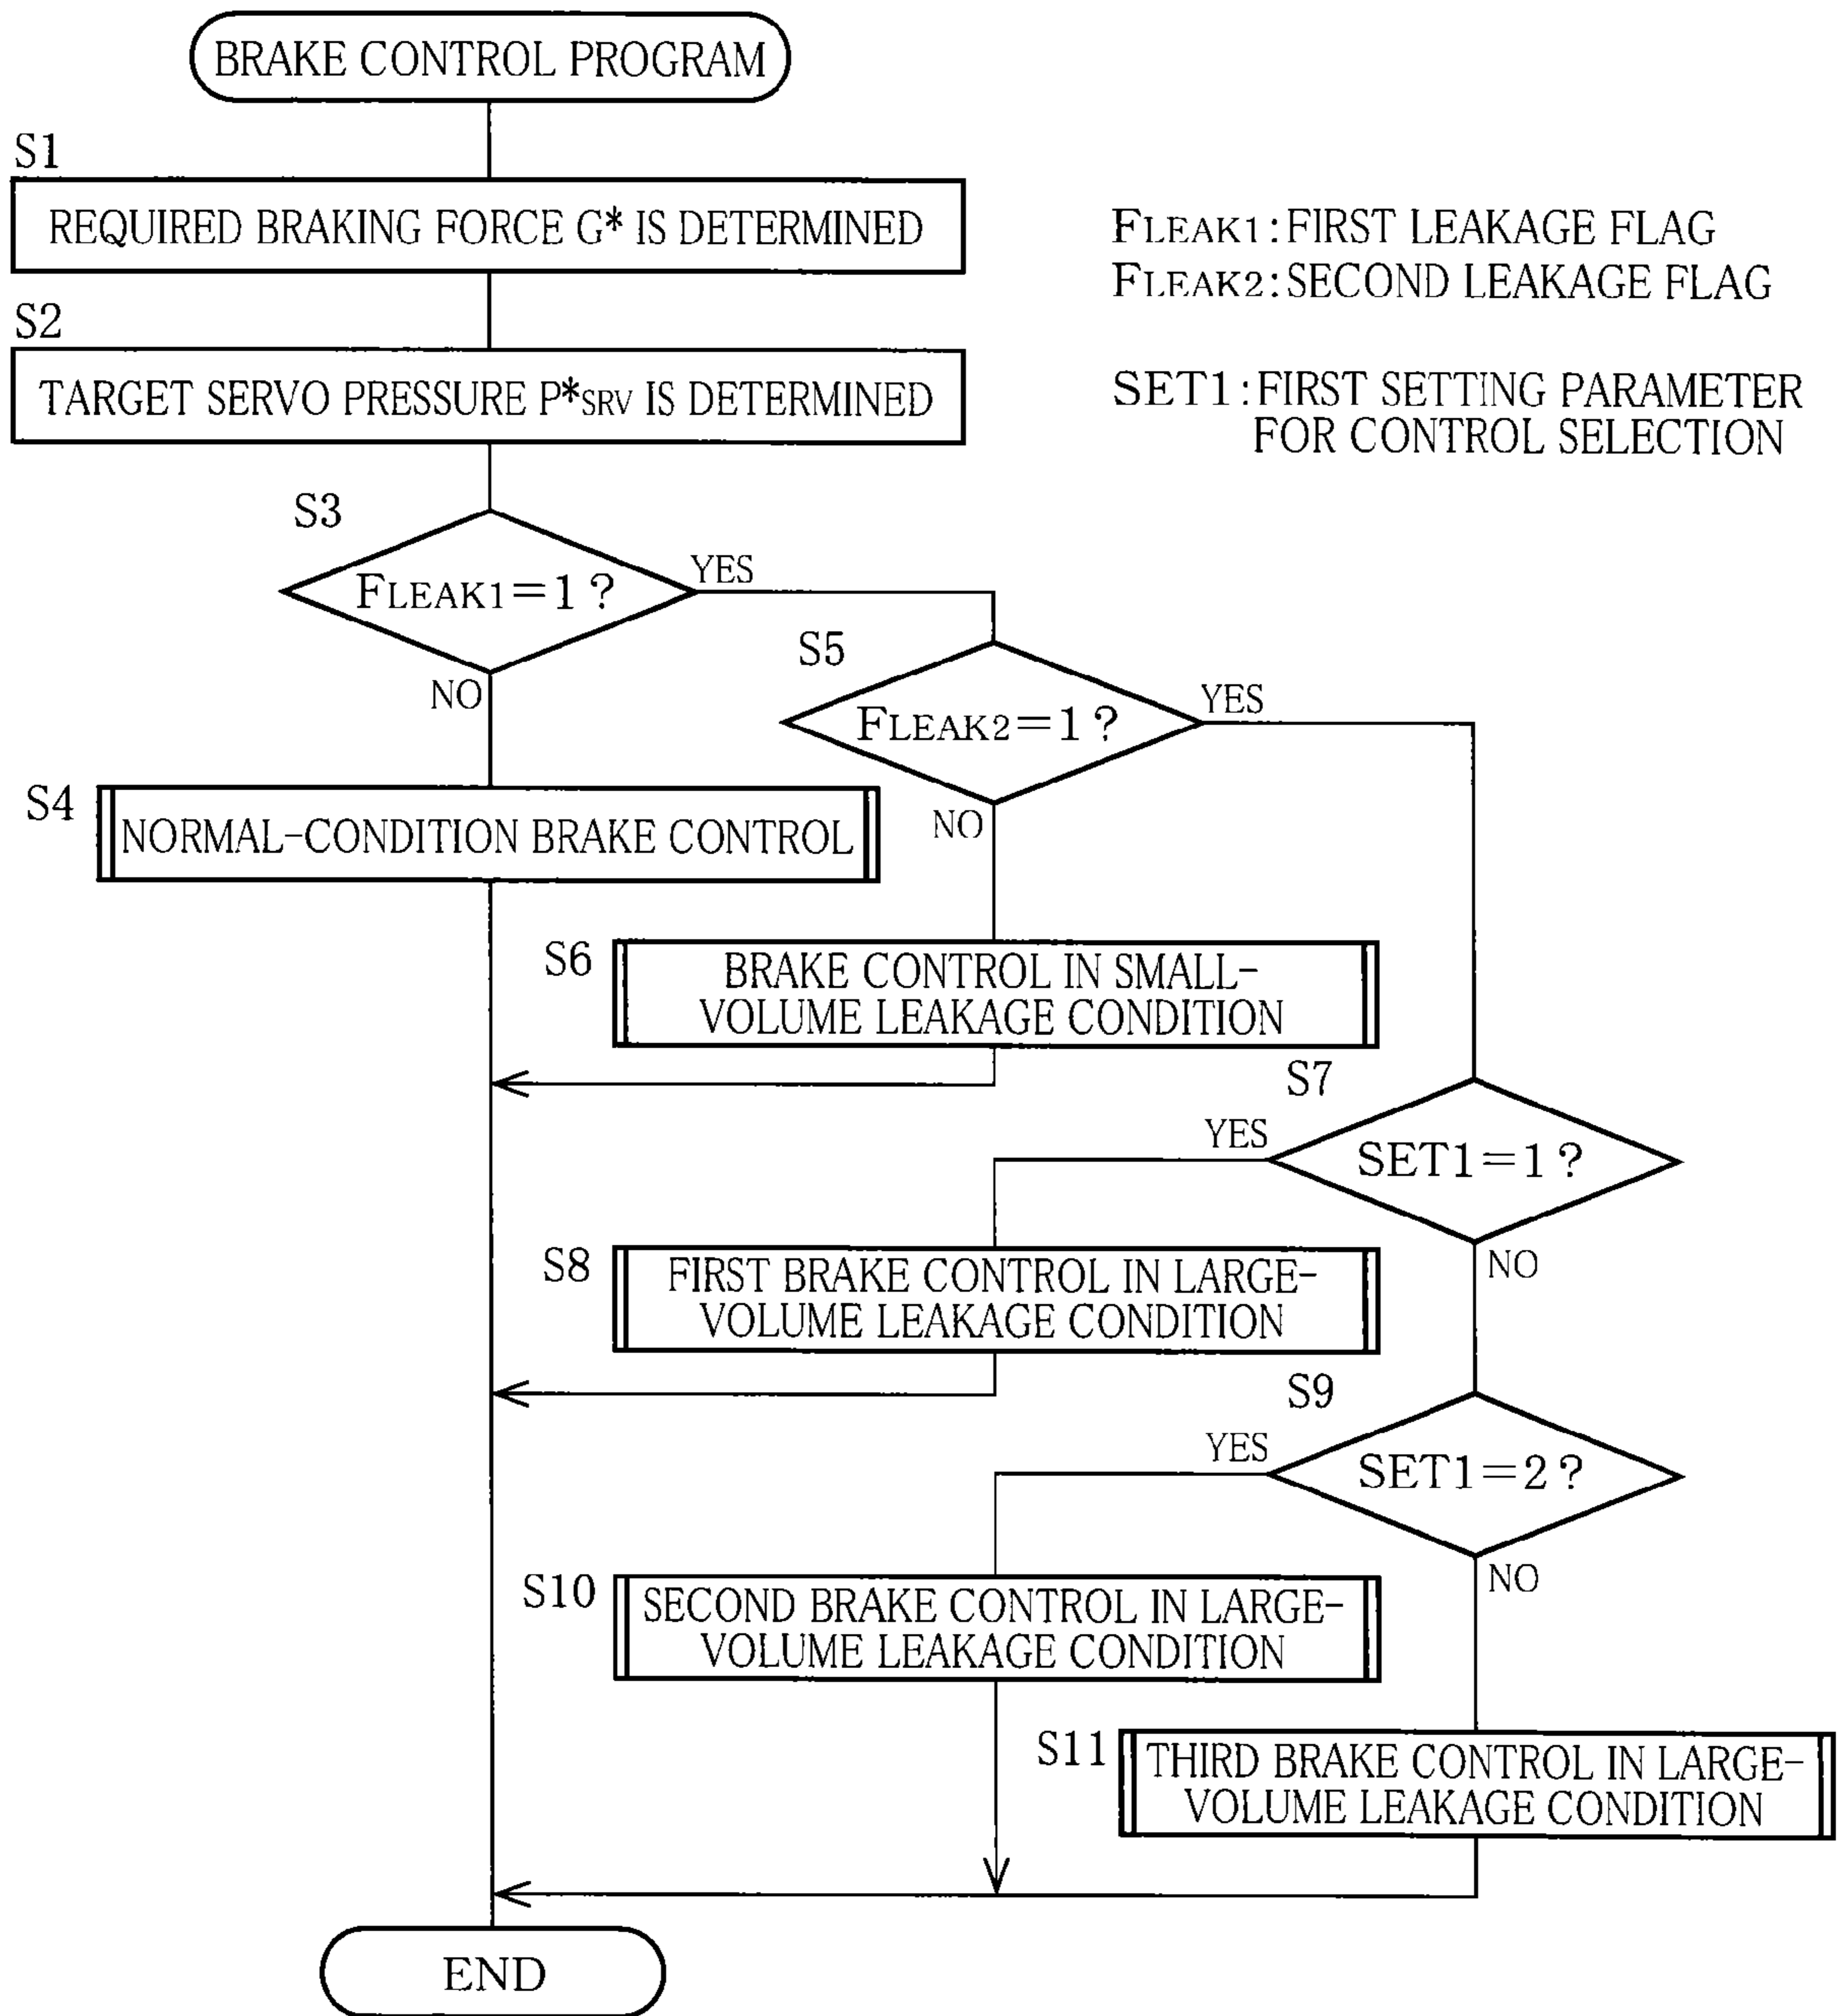 BRAKE CONTROL PROGRAM
S1
REQUIRED BRAKING FORCE G* IS DETERMINED
FLEAK1:FIRST LEAKAGE FLAG
FLEAK2:SECOND LEAKAGE FLAG
S2
TARGET SERVO PRESSURE P*SRV IS DETERMINED
SET1:FIRST SETTING PARAMETER
FOR CONTROL SELECTION
S3
FLEAK1=1?
YES
NO
S5
FLEAK2=1?
YES
NO
S4
NORMAL-CONDITION BRAKE CONTROL
S6
BRAKE CONTROL IN SMALL-
VOLUME LEAKAGE CONDITION
S7
SET1=1?
YES
NO
S8
FIRST BRAKE CONTROL IN LARGE-
VOLUME LEAKAGE CONDITION
S9
SET1=2?
YES
NO
S10
SECOND BRAKE CONTROL IN LARGE-
VOLUME LEAKAGE CONDITION
S11
THIRD BRAKE CONTROL IN LARGE-
VOLUME LEAKAGE CONDITION
END